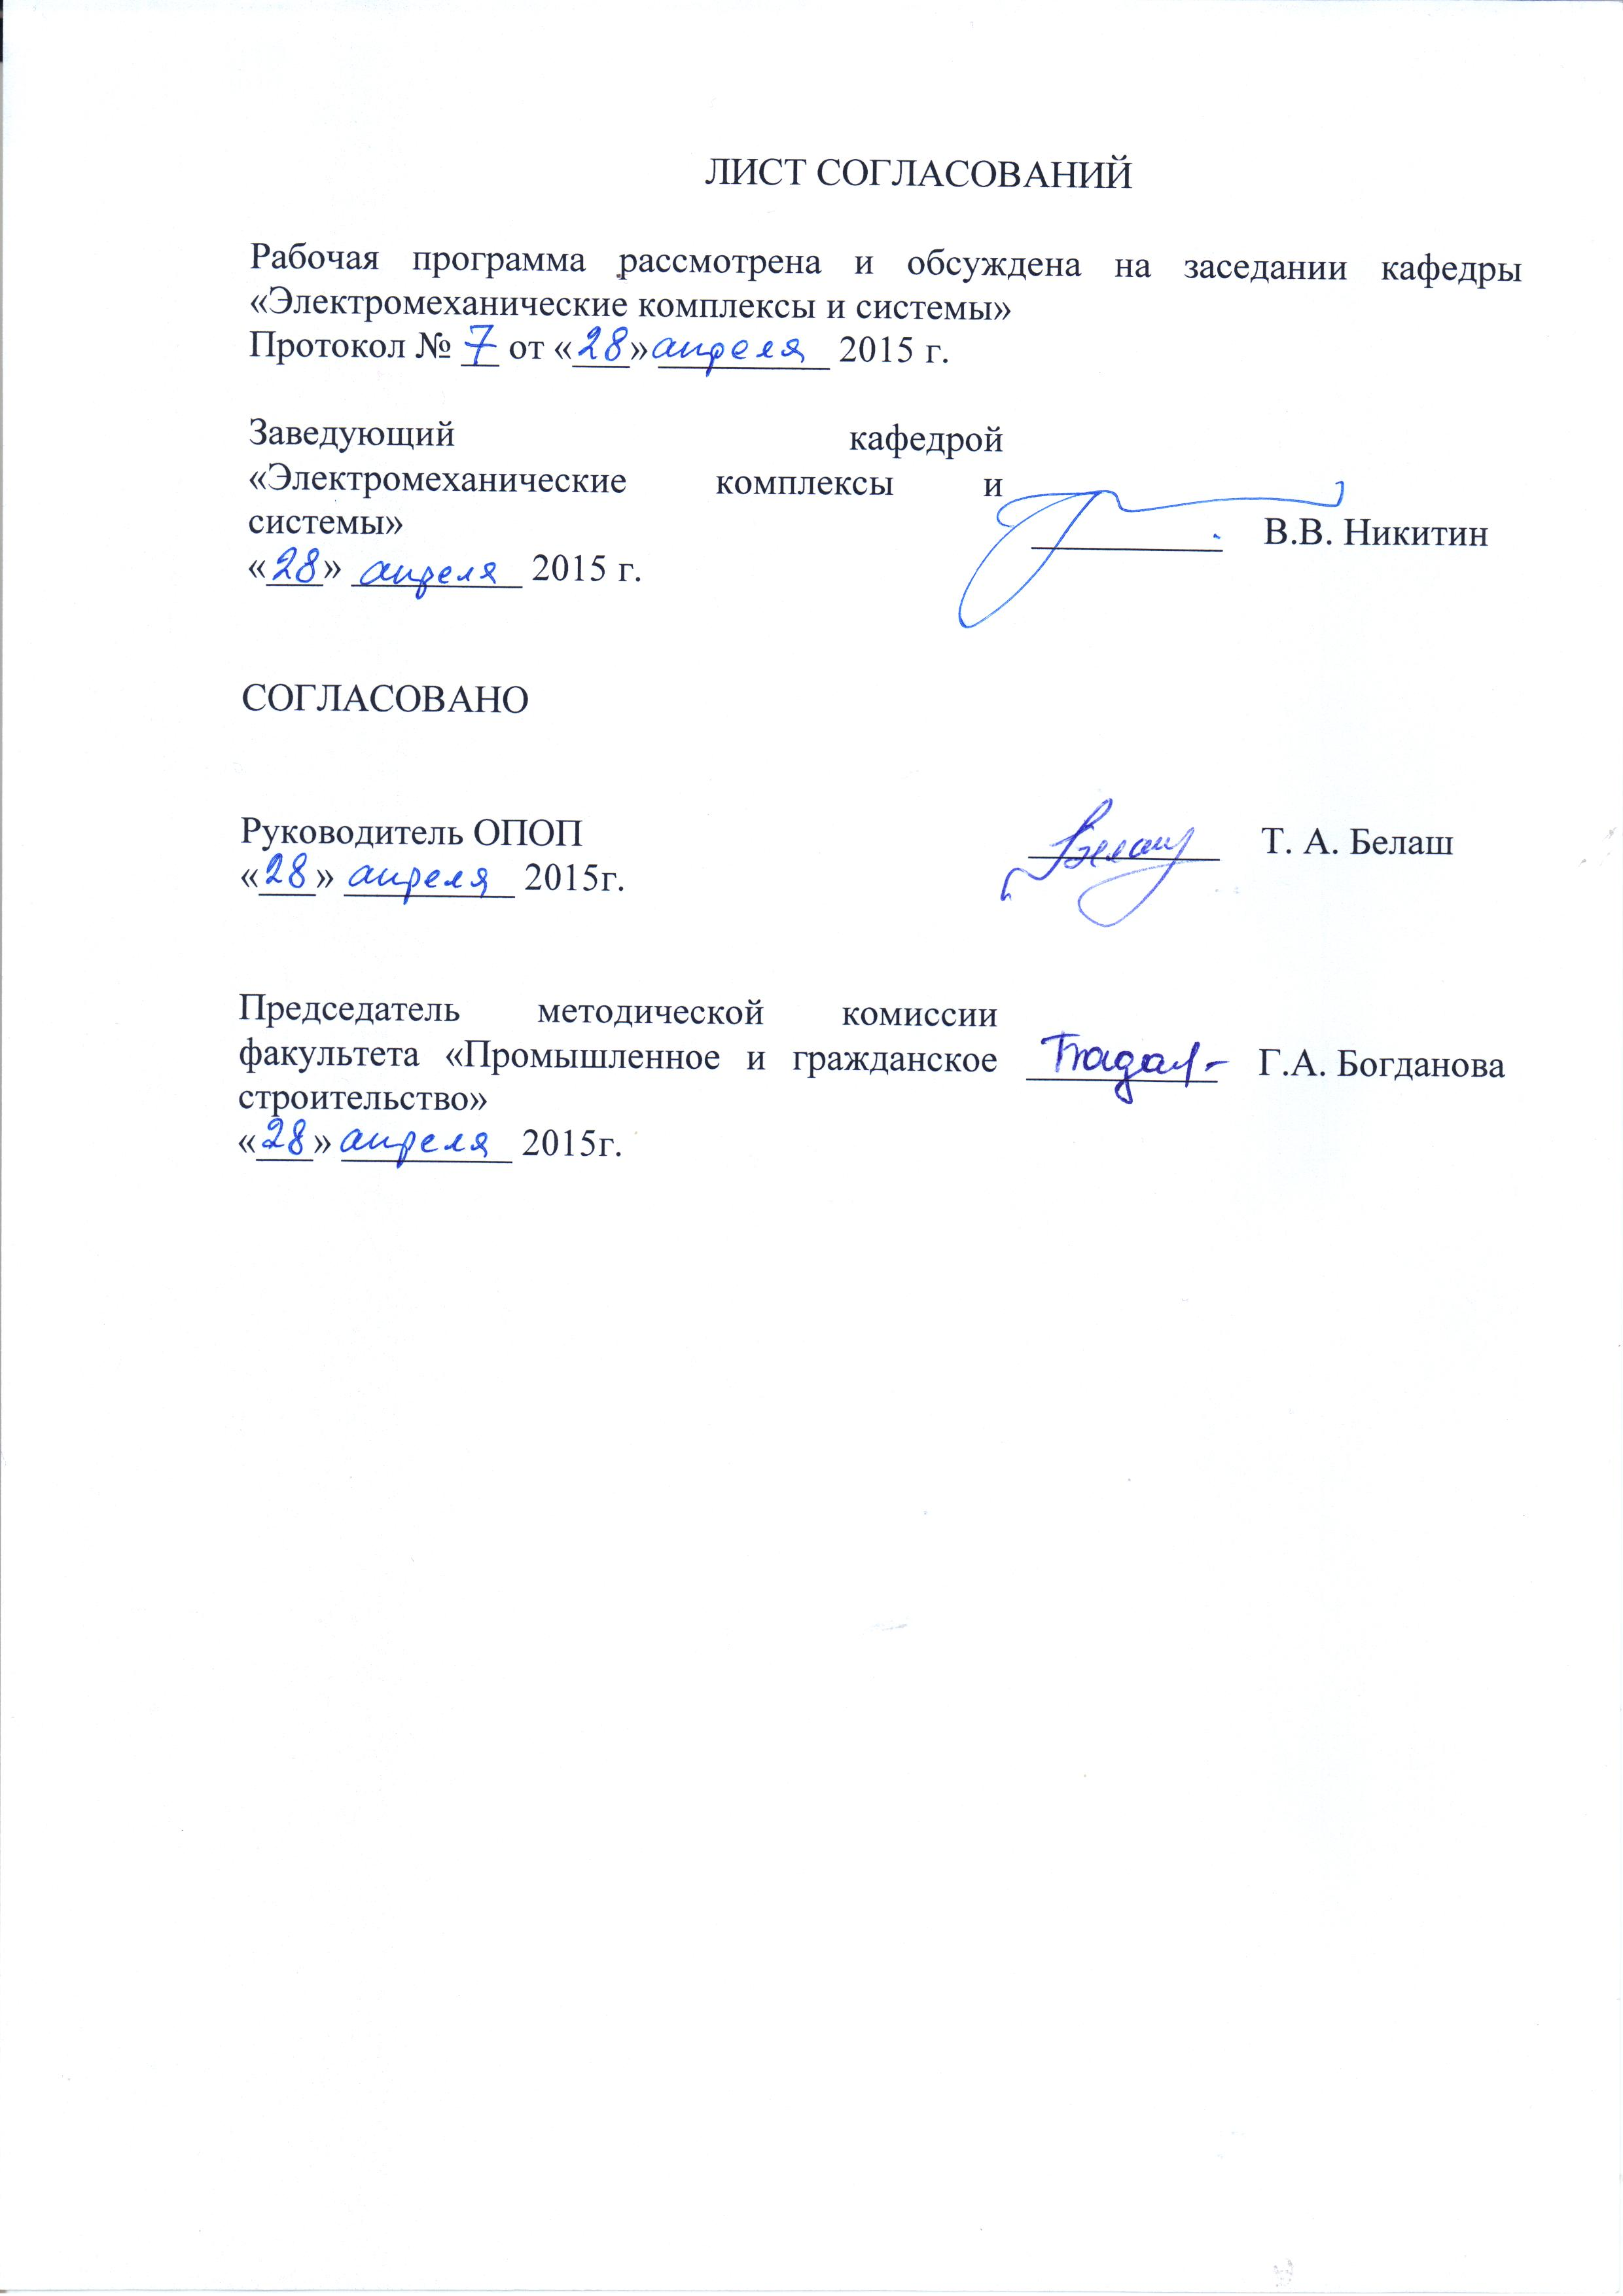 ЛИСТ СОГЛАСОВАНИЙ
Рабочая программа рассмотрена и обсуждена на заседании кафедры
«Электромеханические комплексы и системы»
Протокол № 7 от «28» апреля 2015 г.
Заведующий кафедрой
«Электромеханические комплексы и
системы» В.В. Никитин
«28» апреля 2015 г.
СОГЛАСОВАНО
Руководитель ОПОП Белаш Т. А. Белаш
«28» апреля 2015г.
Председатель методической комиссии
факультета «Промышленное и гражданское Г.А. Богданова
строительство»
«28» апреля 2015г.